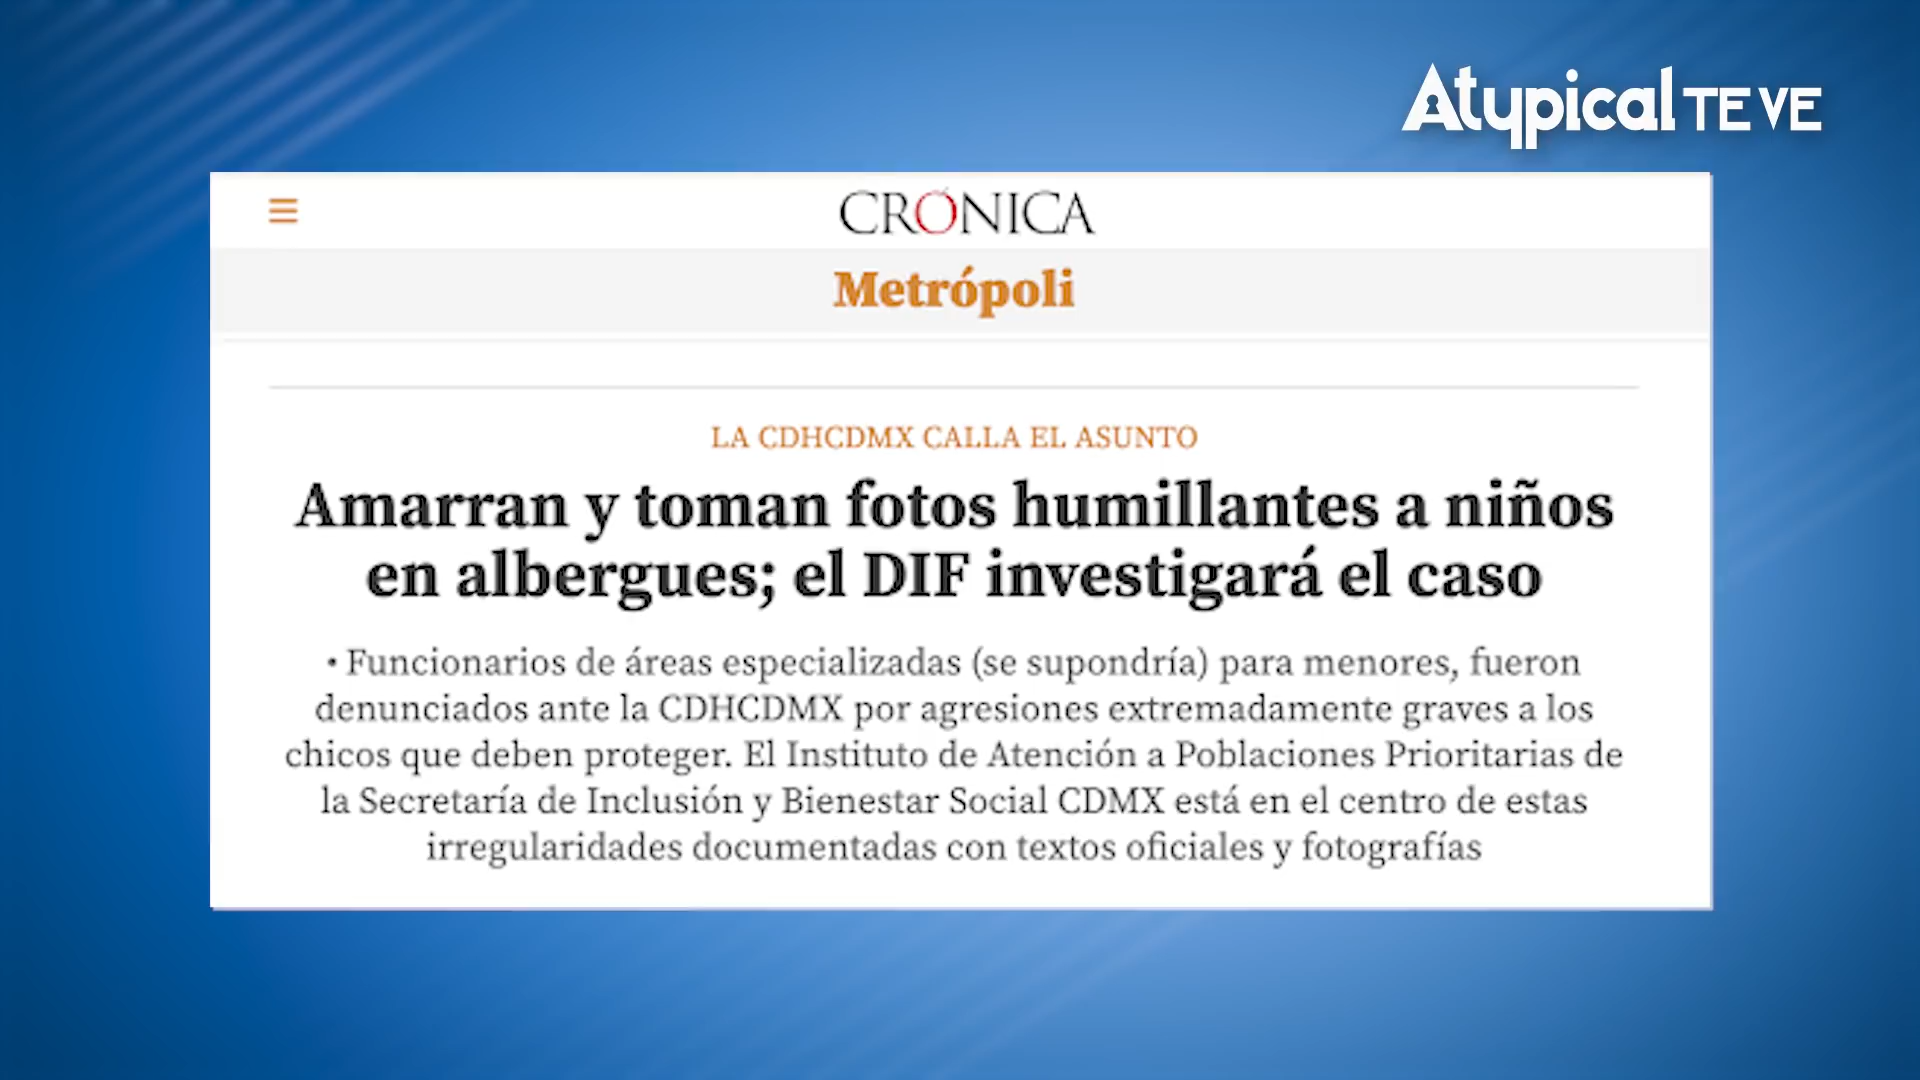 Atypical TE VE
CRÓNICA
Metrópoli
LA CDHCDMX CALLA EL ASUNTO
Amarran y toman fotos humillantes a niños
en albergues; el DIF investigará el caso
• Funcionarios de áreas especializadas (se supondría) para menores, fueron
denunciados ante la CDHCDMX por agresiones extremadamente graves a los
chicos que deben proteger. El Instituto de Atención a Poblaciones Prioritarias de
la Secretaría de Inclusión y Bienestar Social CDMX está en el centro de estas
irregularidades documentadas con textos oficiales y fotografías